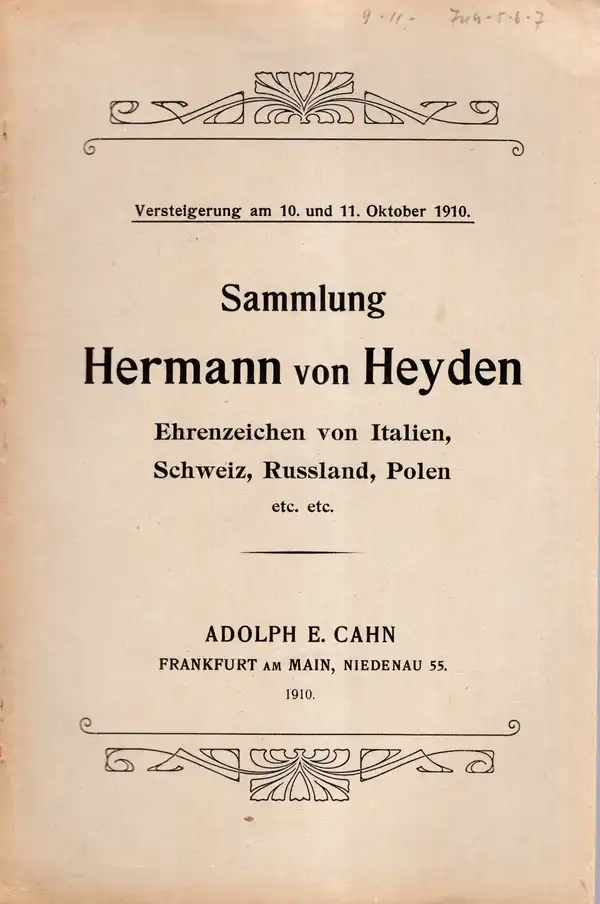 Versteigerung am 10. und 11. Oktober 1910.
Sammlung
Hermann von Heyden
Ehrenzeichen von Italien,
Schweiz, Russland, Polen
etc. etc.
ADOLPH E. CAHN
FRANKFURT AM MAIN, NIEDENAU 55.
1910.